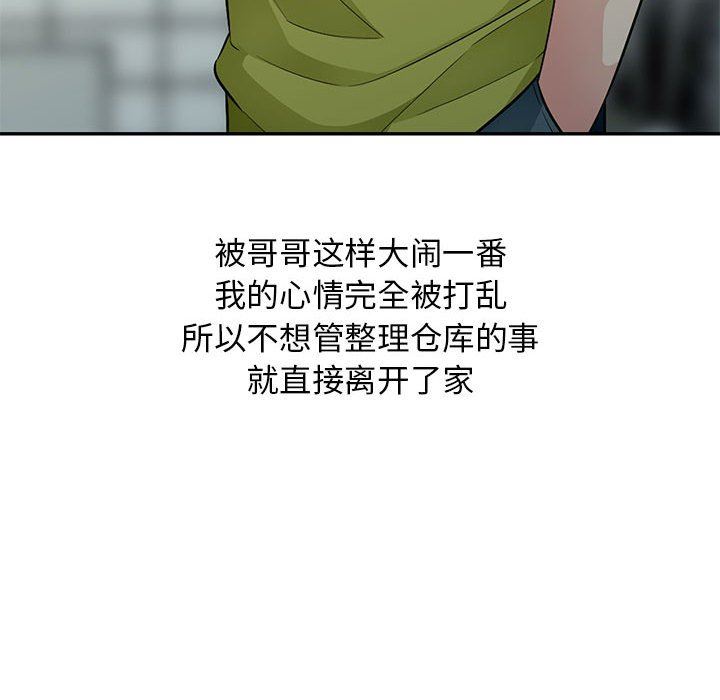 被哥哥这样大闹一番
我的心情完全被打乱
所以不想管整理仓库的事
就直接离开了家